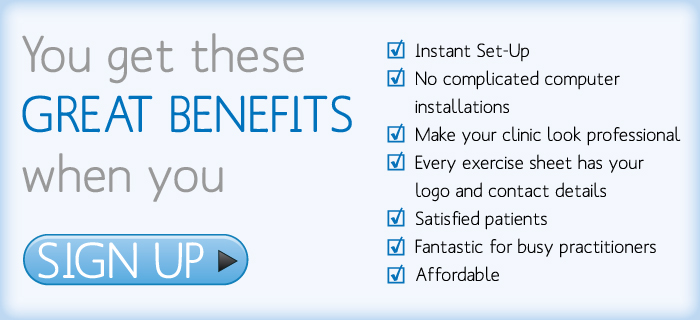 You get these
GREAT BENEFITS
when you
SIGN UP
Instant Set-Up
No complicated computer
installations
Make your clinic look professional
Every exercise sheet has your
logo and contact details
Satisfied patients
Fantastic for busy practitioners
Affordable